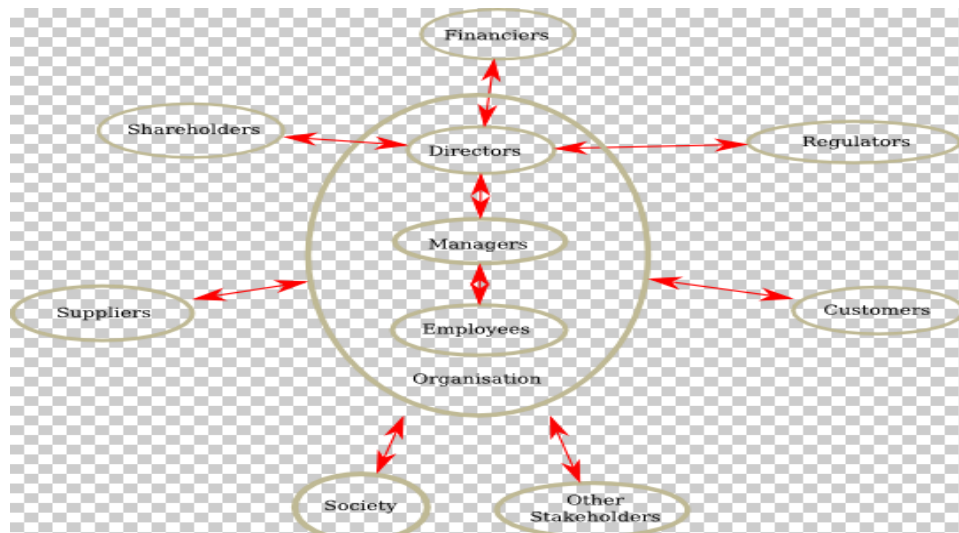 Financiers
Shareholders
Directors
Regulators
Managers
Suppliers
Customers
Employees
Organisation
Society
Other
Stakeholders